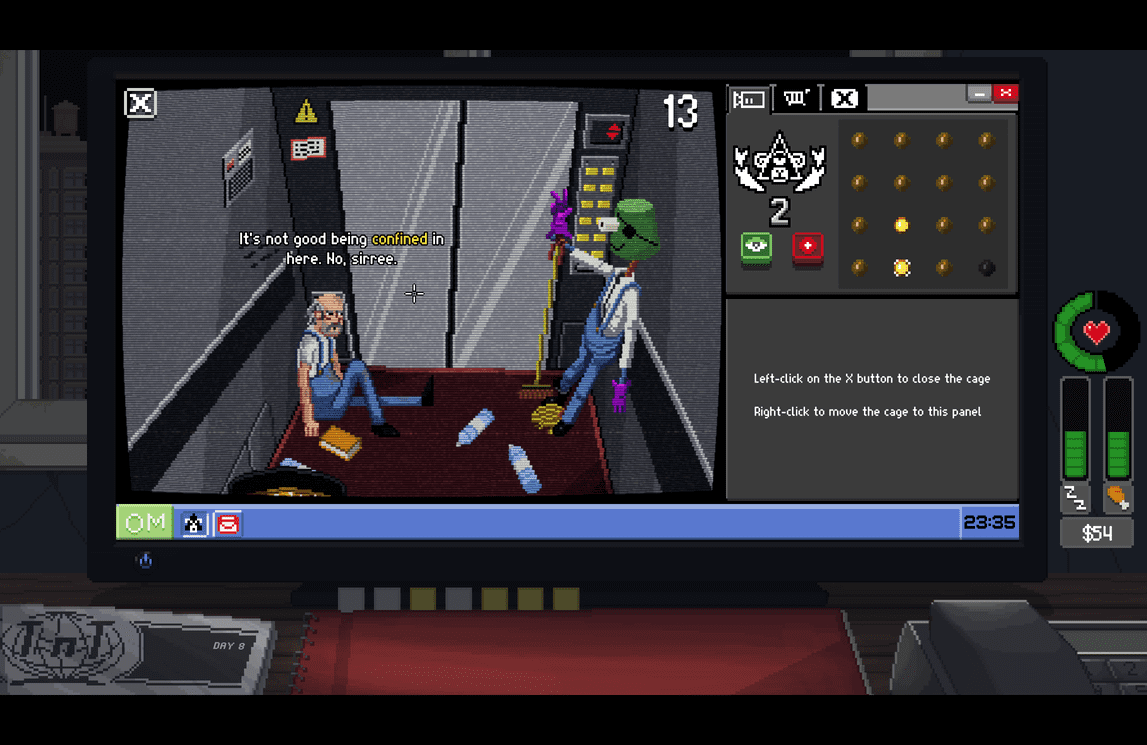 13
It's not good being confined in
here. No, sirree.
2
Left-click on the X button to close the cage
Right-click to move the cage to this panel
OM
23:35
$54
TnT
DAY 8